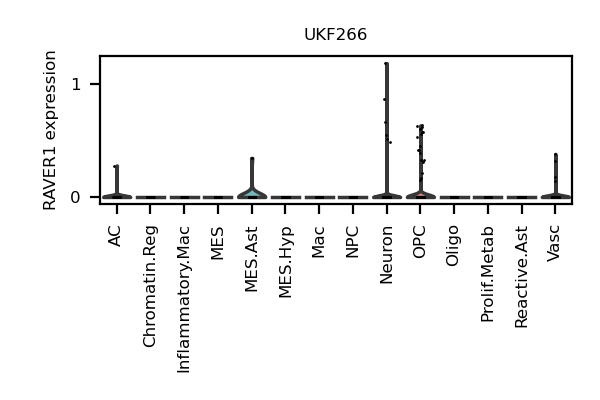 UKF266
RAVER1 expression
1
0
AC
Chromatin.Reg
Inflammatory.Mac
MES
MES.Ast
MES.Hyp
Mac
NPC
Neuron
OPC
Oligo
Prolif.Metab
Reactive.Ast
Vasc